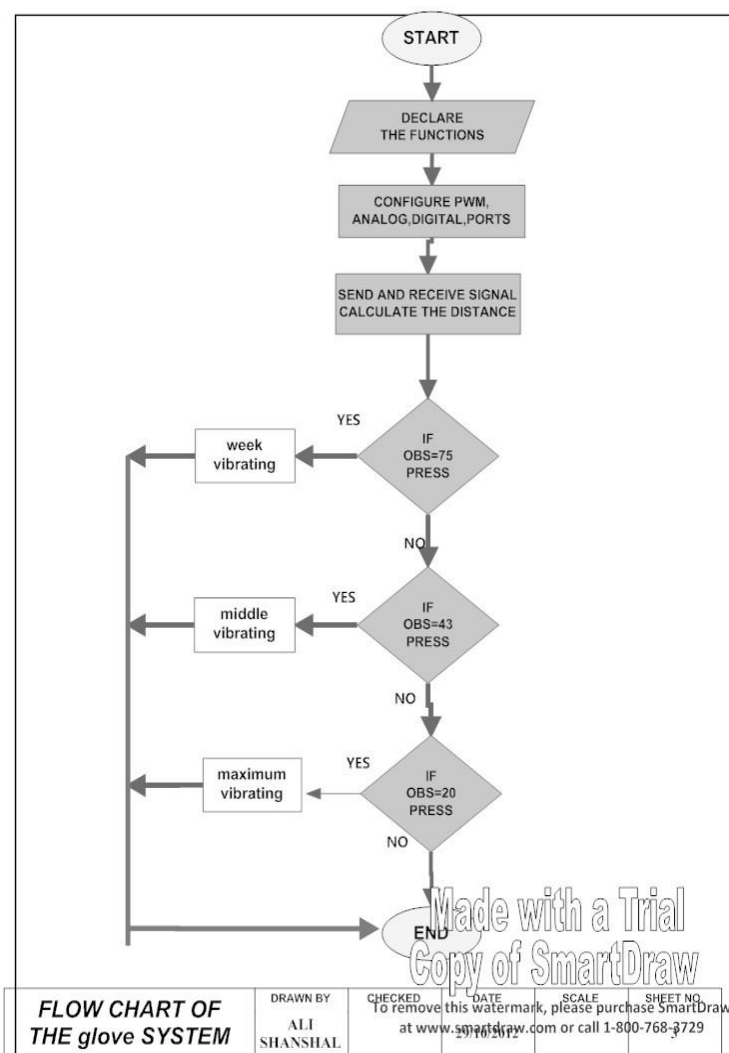 START
DECLARE
THE FUNCTIONS
CONFIGURE PWM,
ANALOG,DIGITAL,PORTS
SEND AND RECEIVE SIGNAL
CALCULATE THE DISTANCE
YES
IF
OBS=75
PRESS
week
vibrating
NO
YES
IF
OBS=43
PRESS
middle
vibrating
NO
YES
IF
OBS=20
PRESS
maximum
vibrating
NO
END
Made with a Trial
Copy of SmartDraw
FLOW CHART OF
THE glove SYSTEM
DRAWN BY
ALI
SHANSHAL
CHECKED
DATE
29/10/2012
SCALE
SHEET NO.
3
To remove this watermark, please purchase SmartDraw
at www.smartdraw.com or call 1-800-768-3729